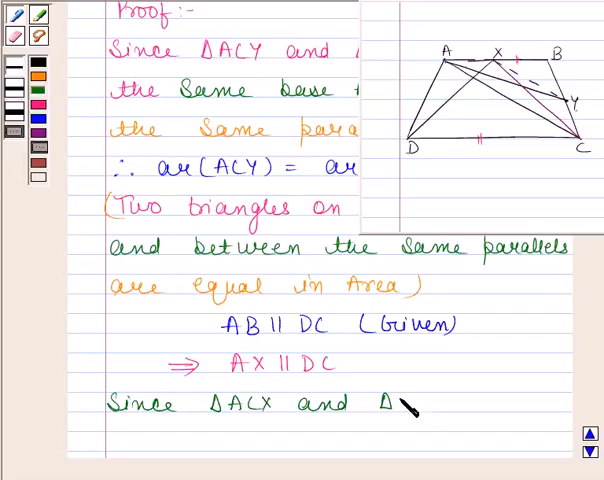 Proof:-
Since ΔACY and
the Same base
the Same para
∴ ar(ACY) = ar
(Two triangles on
and between the Same parallels
are equal in Area)
AB || DC (Given)
⇒ AX || DC
Since ΔACX and Δ
A X B
Y
D C